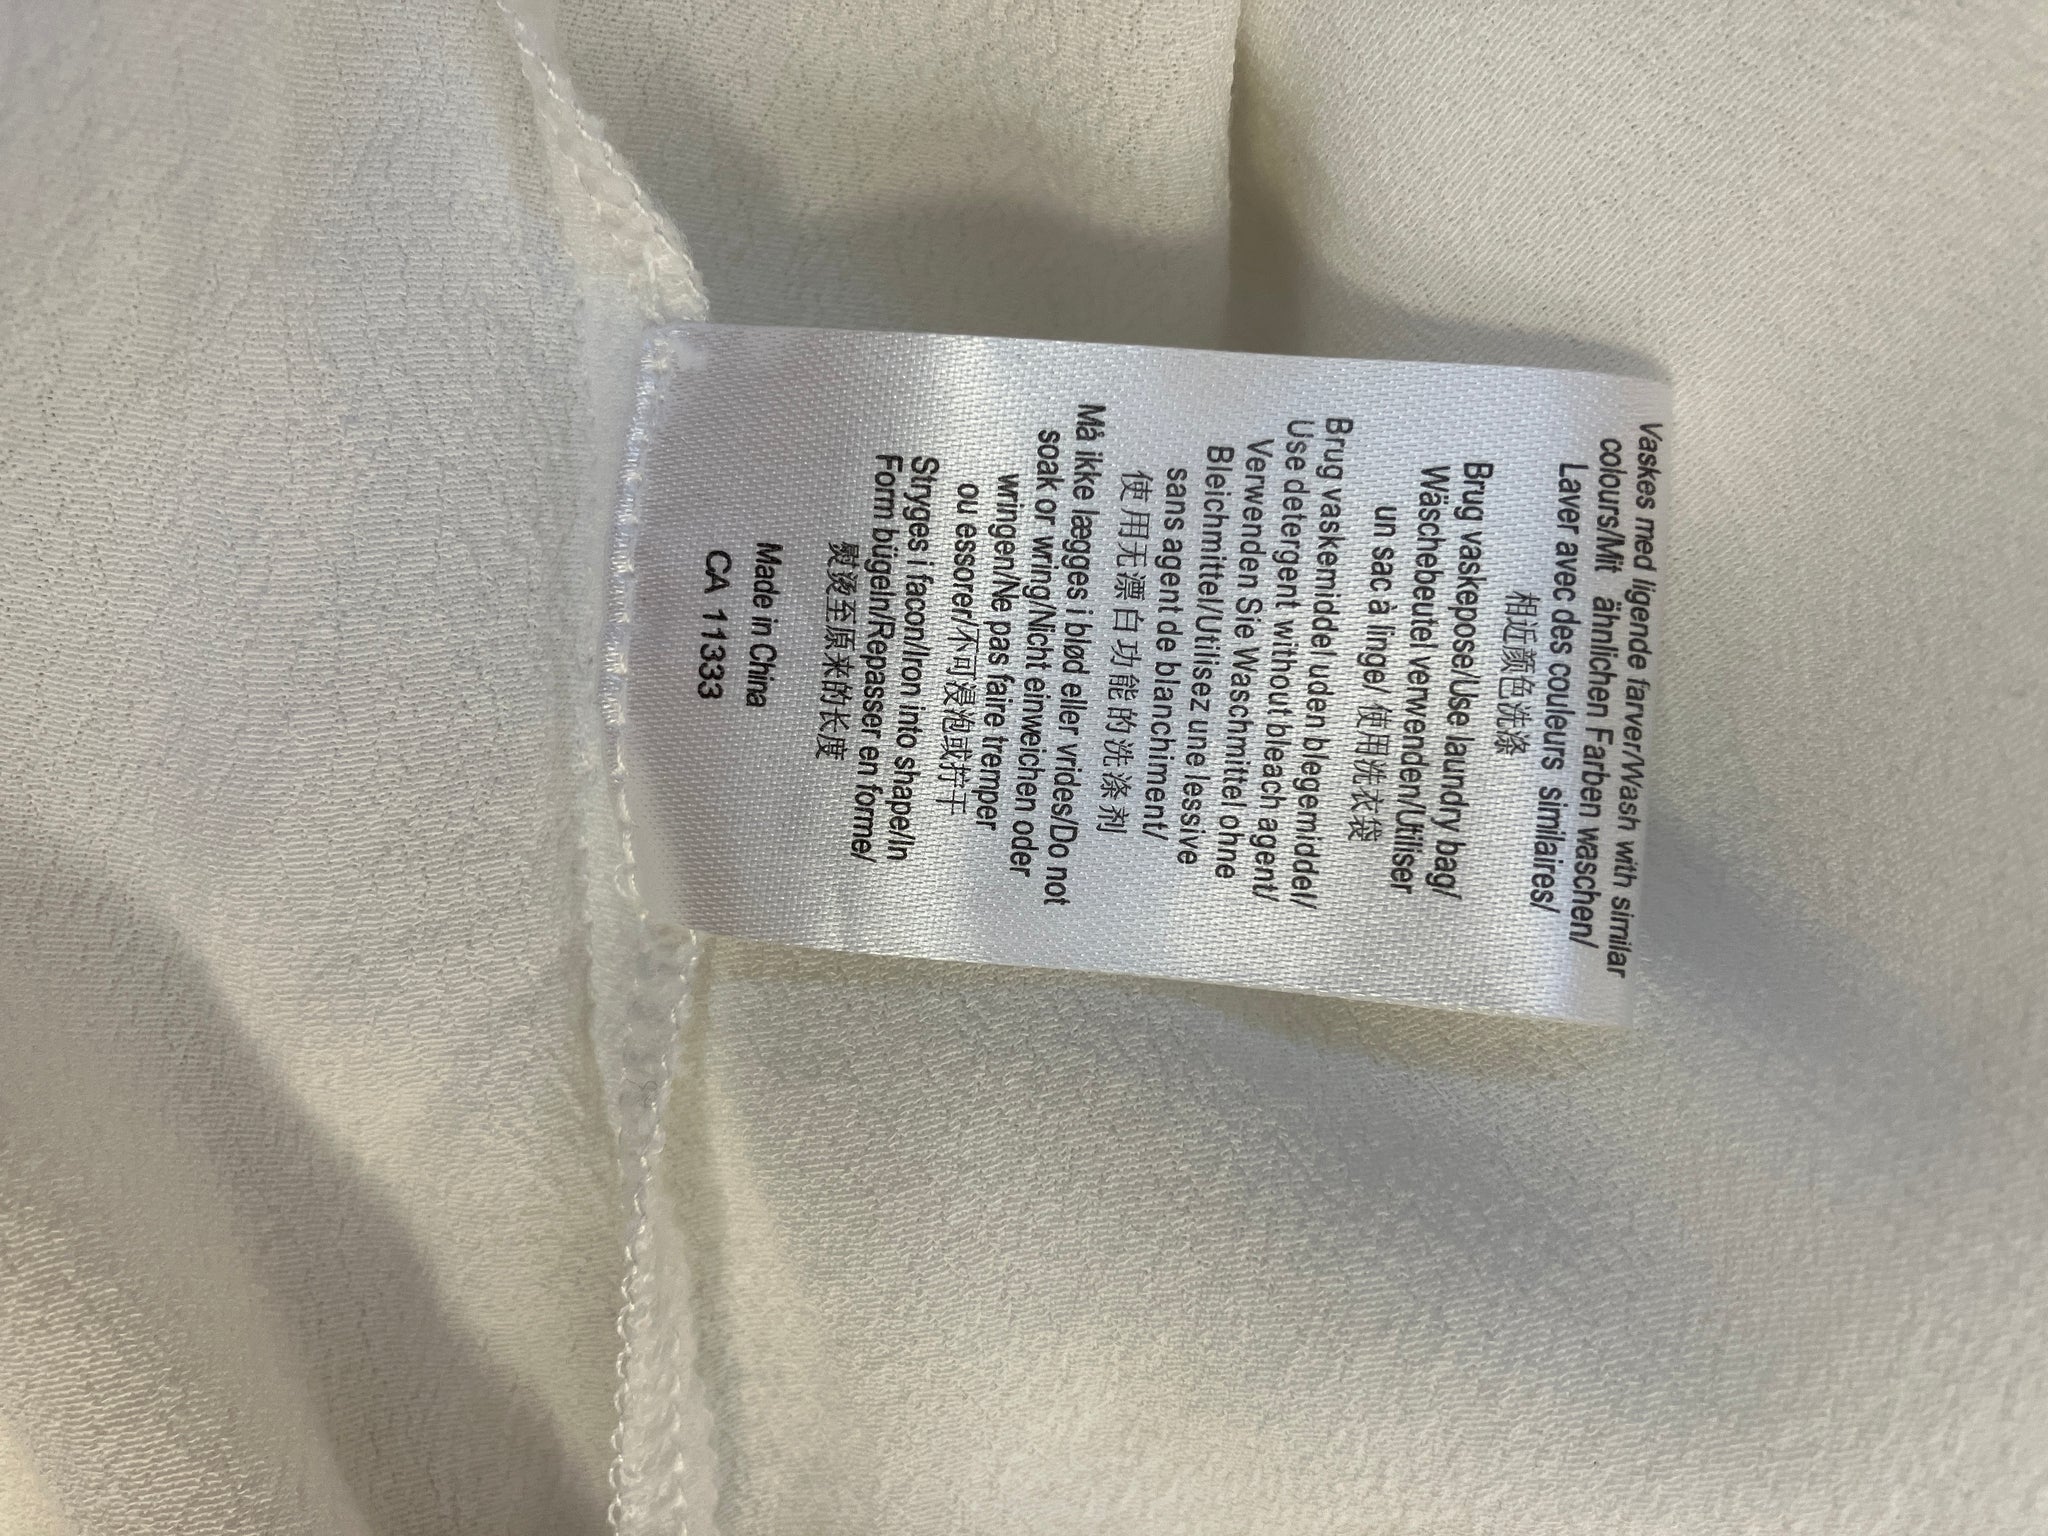 Vaskes med ligende farver/Wash with similar
colours/Mit ähnlichen Farben waschen/
Laver avec des couleurs similaires/
相近颜色洗涤
Brug vaskepose/Use laundry bag/
Wäschebeutel verwenden/Utiliser
un sac à linge/ 使用洗衣袋
Brug vaskemiddel uden blegemiddel/
Use detergent without bleach agent/
Verwenden Sie Waschmittel ohne
Bleichmittel/Utilisez une lessive
sans agent de blanchiment/
使用无漂白功能的洗涤剂
Må ikke lægges i blød eller vrides/Do not
soak or wring/Nicht einweichen oder
wringen/Ne pas faire tremper
ou essorer/不可浸泡或拧干
Stryges i facon/Iron into shape/In
Form bügeln/Repasser en forme/
熨烫至原来的长度
Made in China
CA 11333